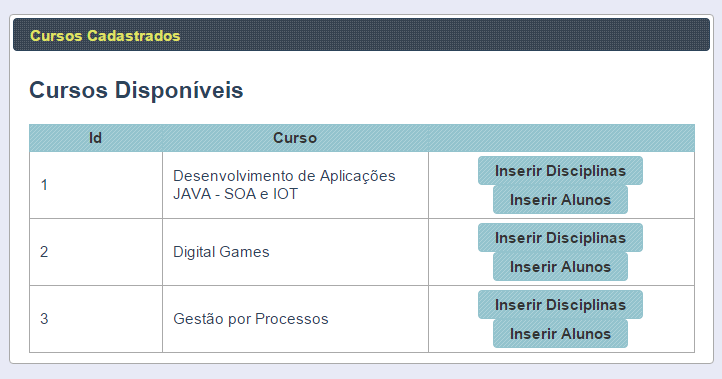 Cursos Cadastrados
Cursos Disponíveis
Id Curso
1 Desenvolvimento de Aplicações
JAVA - SOA e IOT
Inserir Disciplinas
Inserir Alunos
2 Digital Games
Inserir Disciplinas
Inserir Alunos
3 Gestão por Processos
Inserir Disciplinas
Inserir Alunos